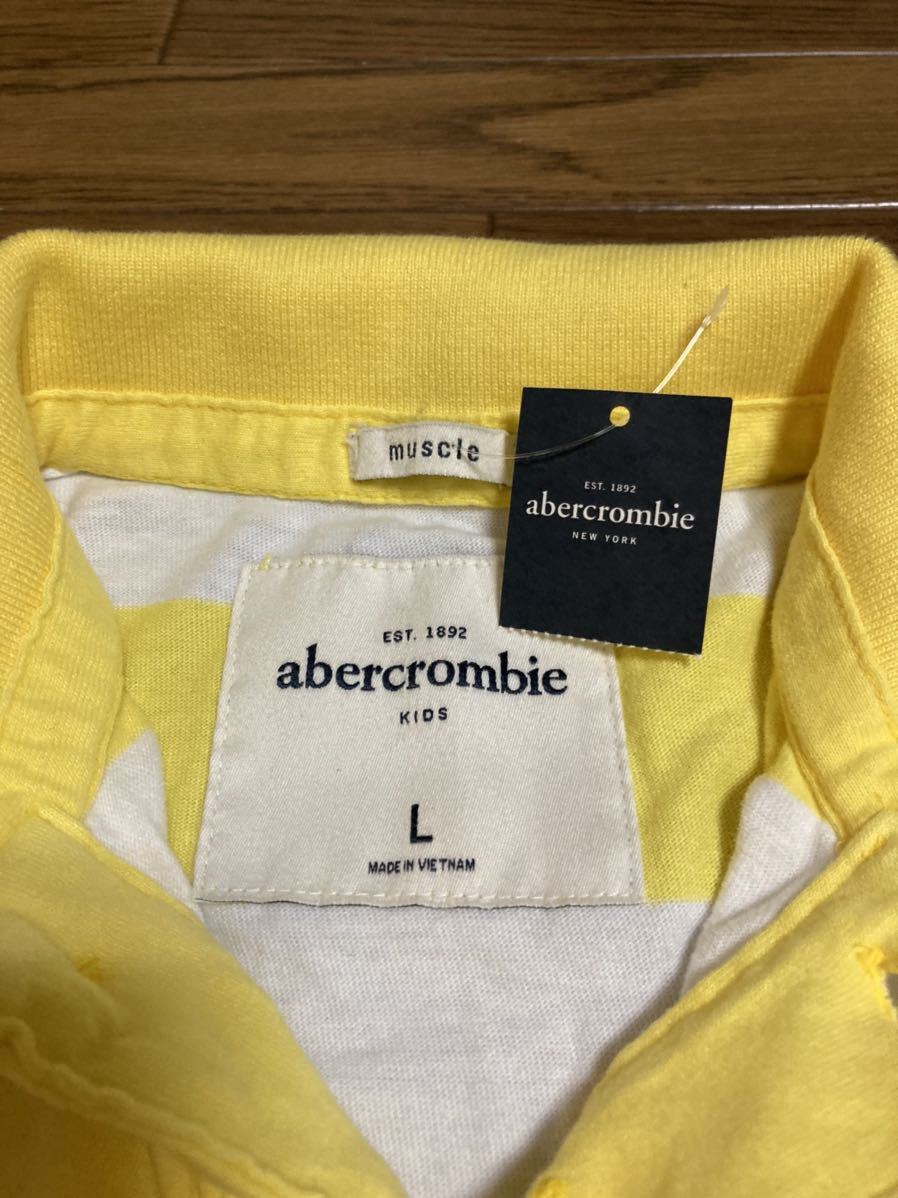 muscle
EST. 1892
abercrombie
NEW YORK
EST. 1892
abercrombie
KIDS
L
MADE IN VIETNAM